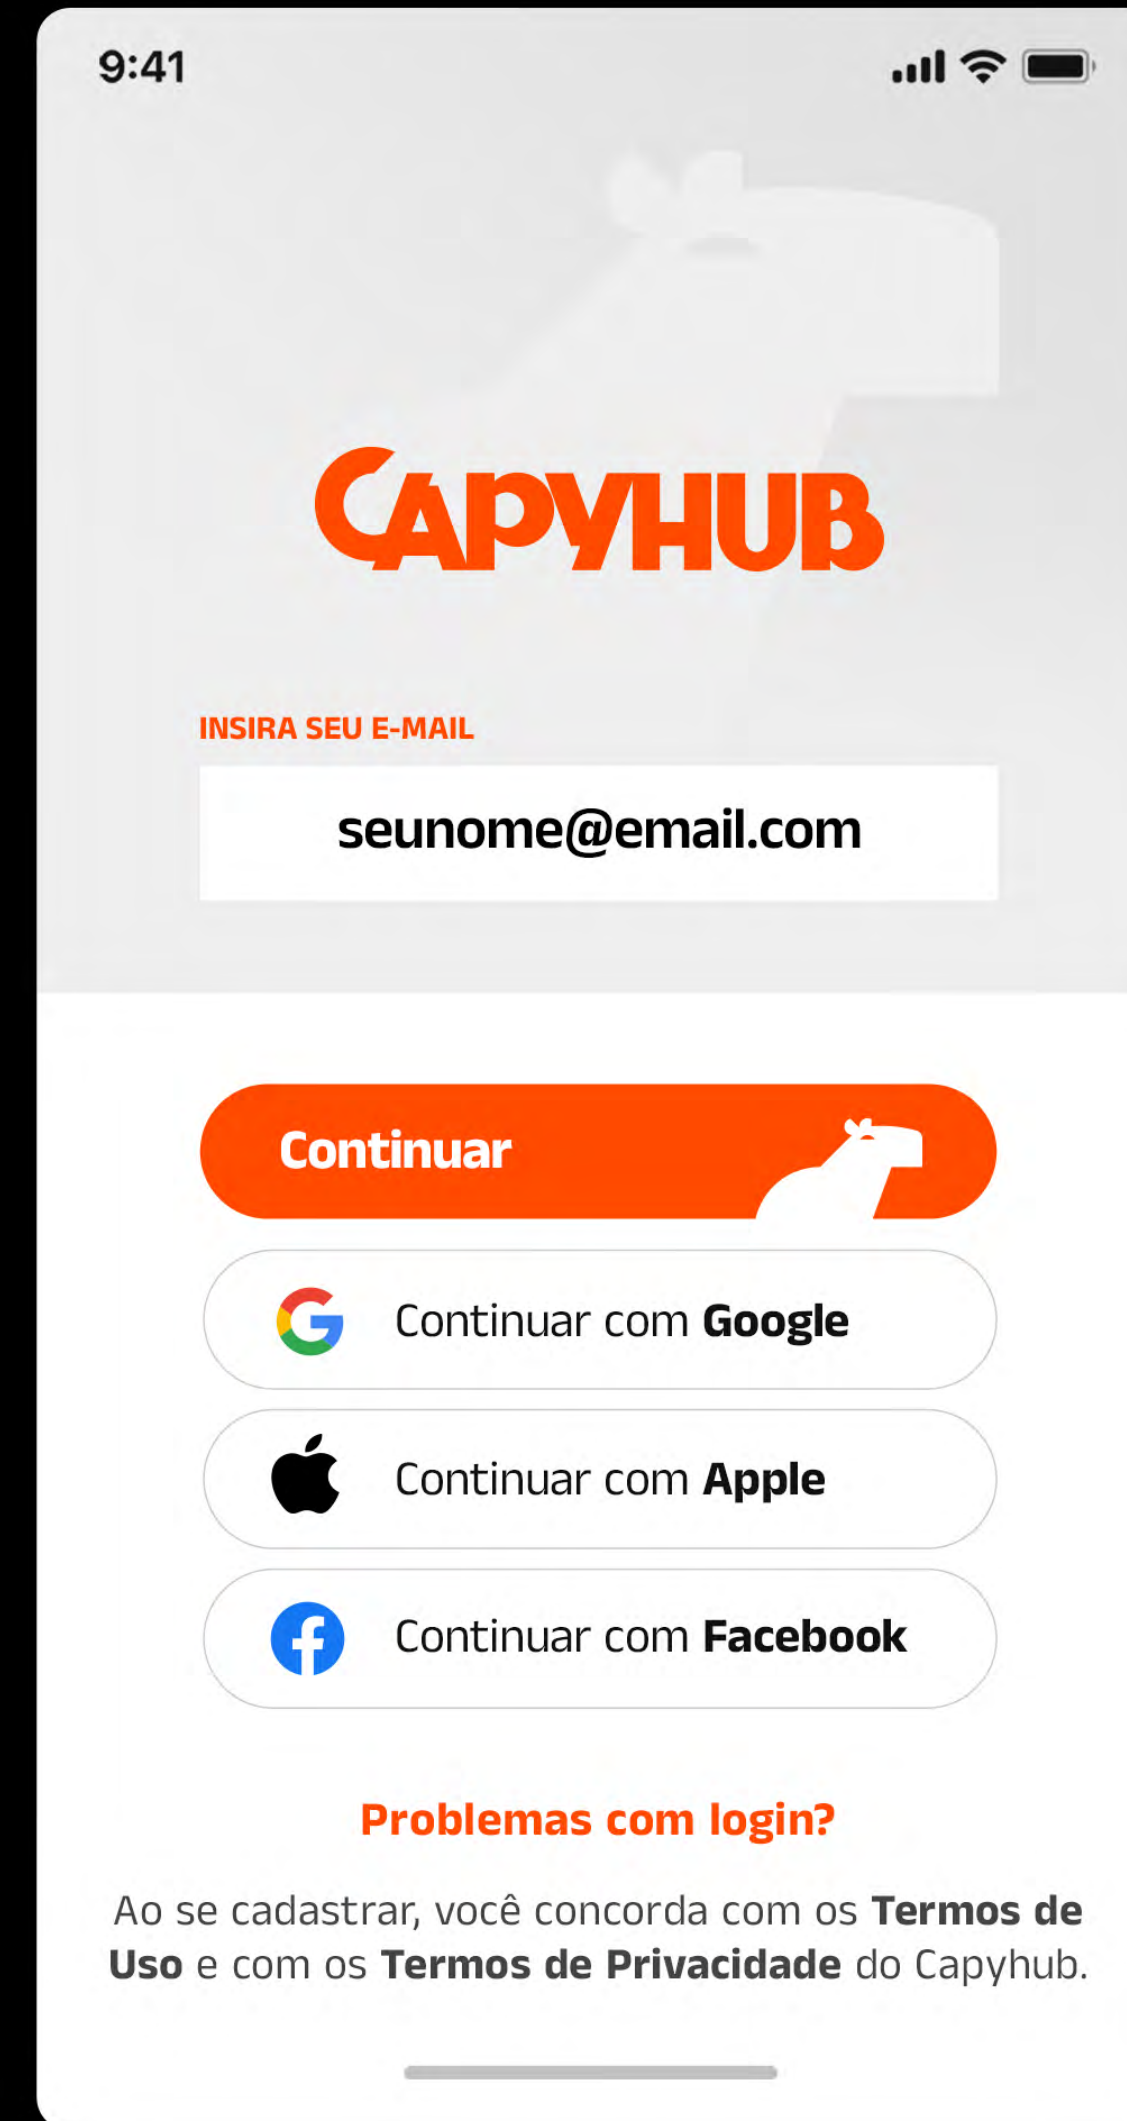 9:41
CAPYHUB
INSIRA SEU E-MAIL
seunome@email.com
Continuar
Continuar com Google
Continuar com Apple
Continuar com Facebook
Problemas com login?
Ao se cadastrar, você concorda com os Termos de
Uso e com os Termos de Privacidade do Capyhub.